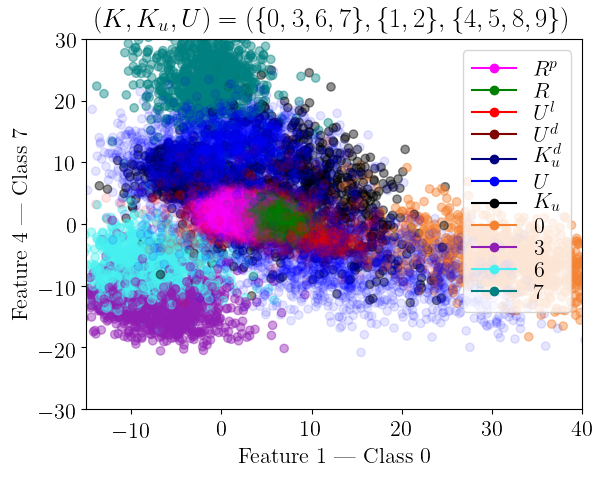 (K, K_u, U) = ({0, 3, 6, 7}, {1, 2}, {4, 5, 8, 9})
30
20
10
0
−10
−20
−30
Feature 4 — Class 7
R^p
R
U^l
U^d
K_u^d
U
K_u
0
3
6
7
−10
0
10
20
30
40
Feature 1 — Class 0